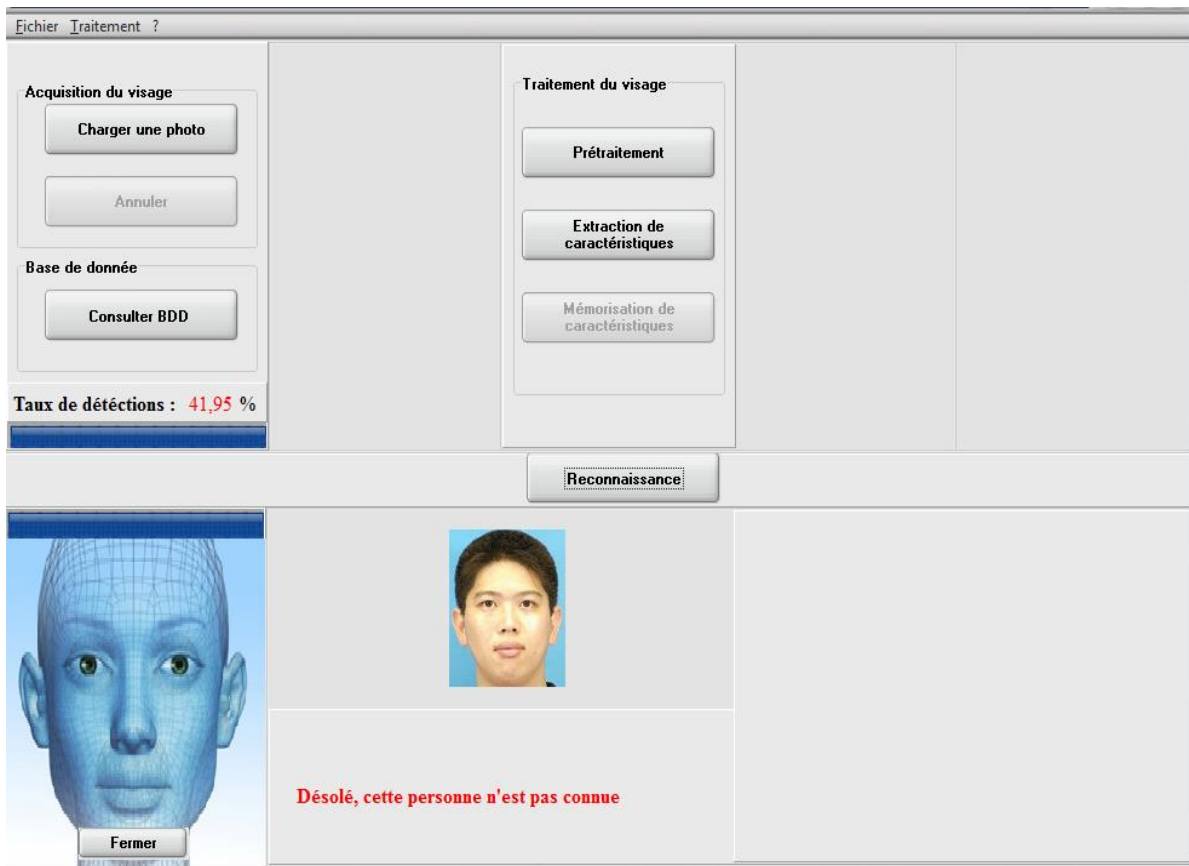 Fichier Traitement ?
Acquisition du visage
Charger une photo
Annuler
Base de donnée
Consulter BDD
Taux de détéctions : 41,95 %
Traitement du visage
Prétraitement
Extraction de
caractéristiques
Mémorisation de
caractéristiques
Reconnaissance
Désolé, cette personne n'est pas connue
Fermer